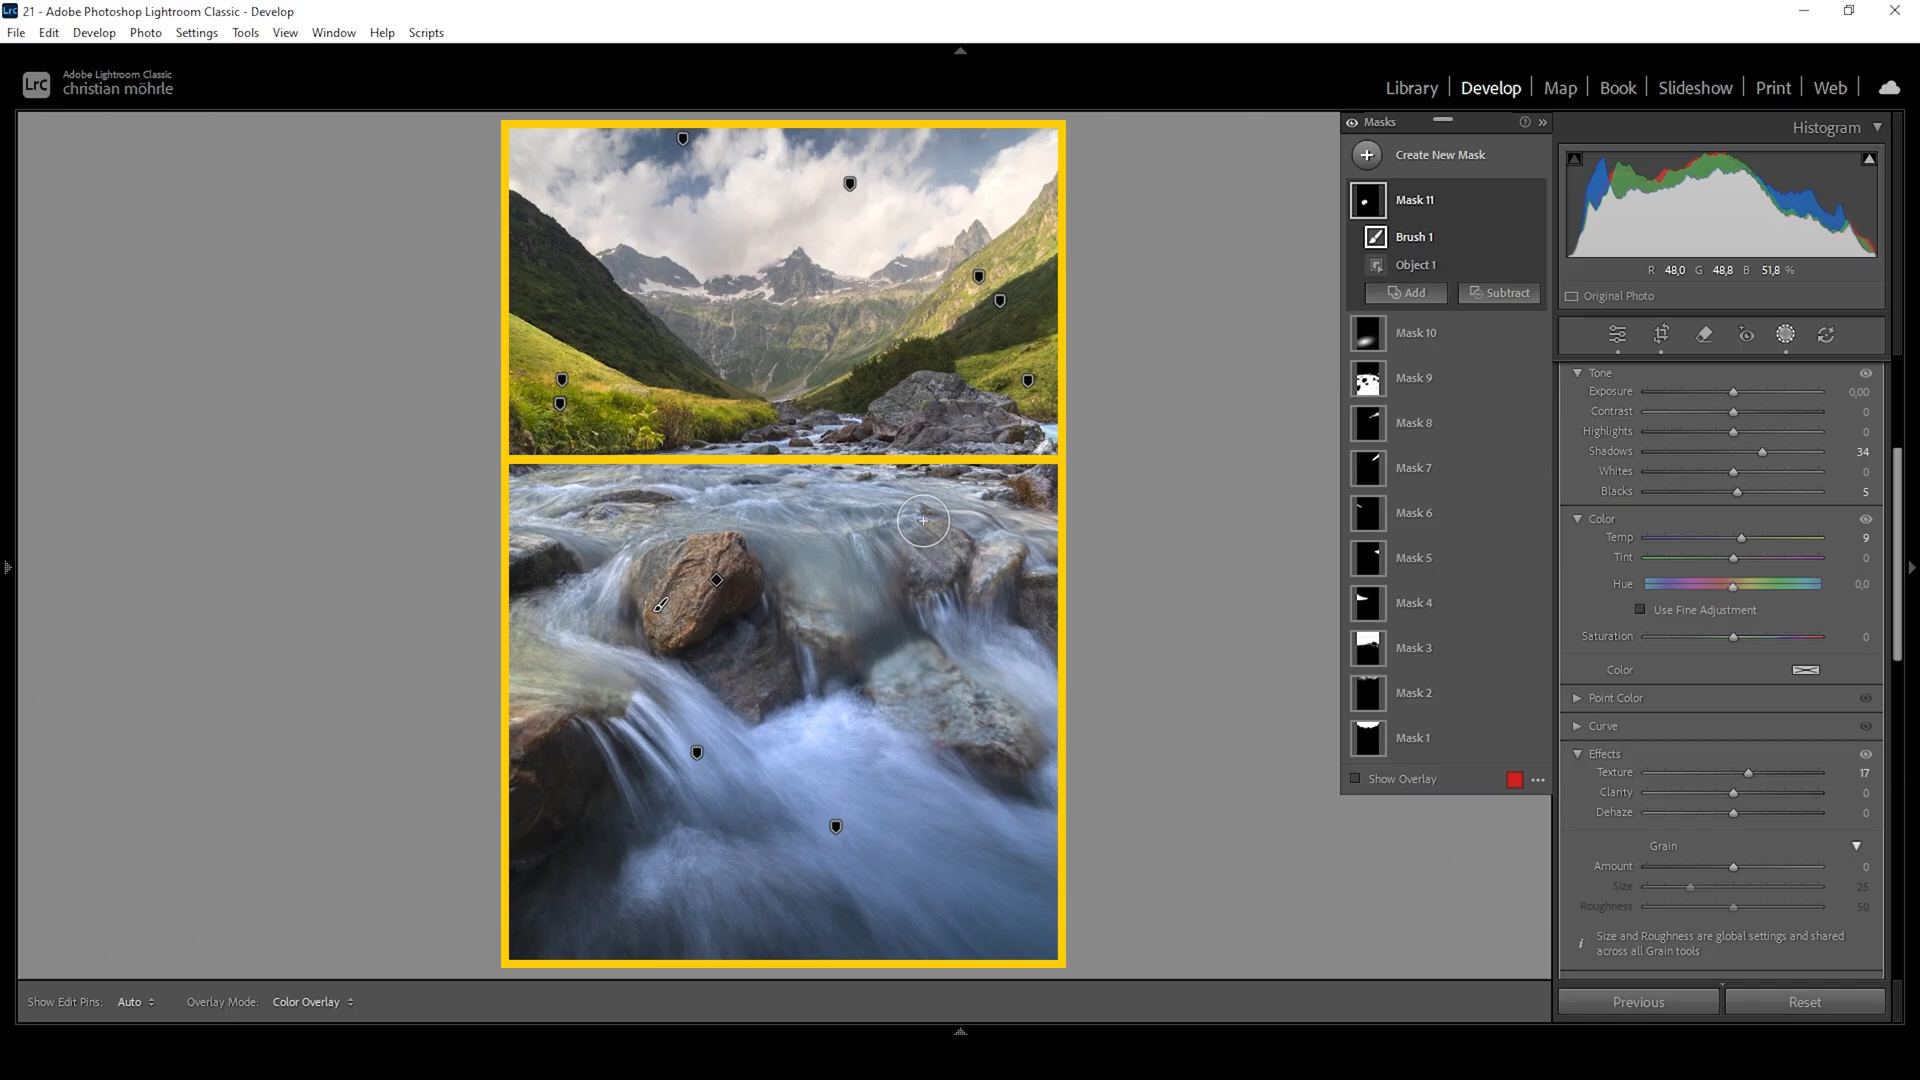 21 - Adobe Photoshop Lightroom Classic - Develop
File Edit Develop Photo Settings Tools View Window Help Scripts
LrC
Adobe Lightroom Classic
christian möhrle
Library Develop Map Book Slideshow Print Web
Masks
Create New Mask
Mask 11
Brush 1
Object 1
Add Subtract
Mask 10
Mask 9
Mask 8
Mask 7
Mask 6
Mask 5
Mask 4
Mask 3
Mask 2
Mask 1
Show Overlay
Histogram
R 48,0 G 48,8 B 51,8 %
Original Photo
Tone
Exposure 0,00
Contrast 0
Highlights 0
Shadows 34
Whites 0
Blacks 5
Color
Temp 9
Tint 0
Hue 0,0
Use Fine Adjustment
Saturation 0
Color
Point Color
Curve
Effects
Texture 17
Clarity 0
Dehaze 0
Grain
Amount 0
Size 25
Roughness 50
Size and Roughness are global settings and shared
across all Grain tools
Previous Reset
Show Edit Pins: Auto Overlay Mode: Color Overlay